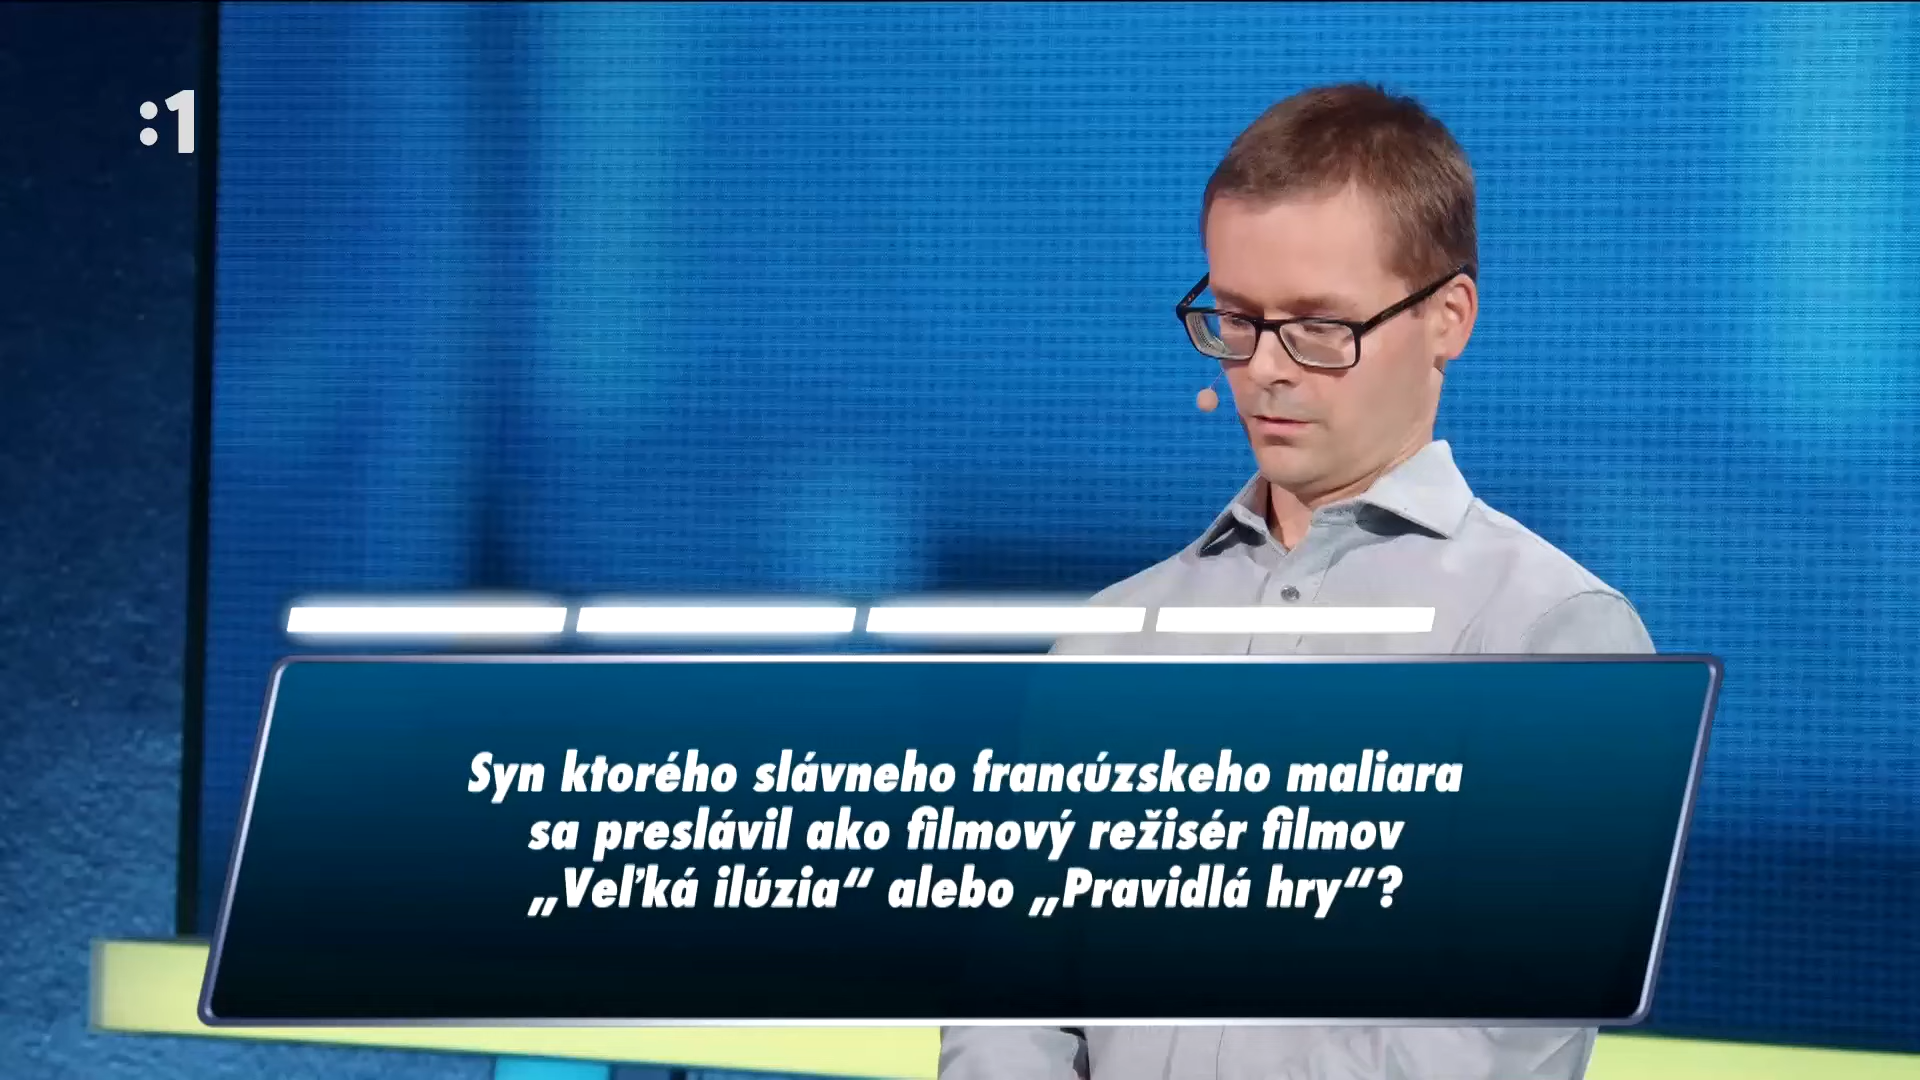 :1
Syn ktorého slávneho francúzskeho maliara
sa preslávil ako filmový režisér filmov
„Veľká ilúzia“ alebo „Pravidlá hry“?